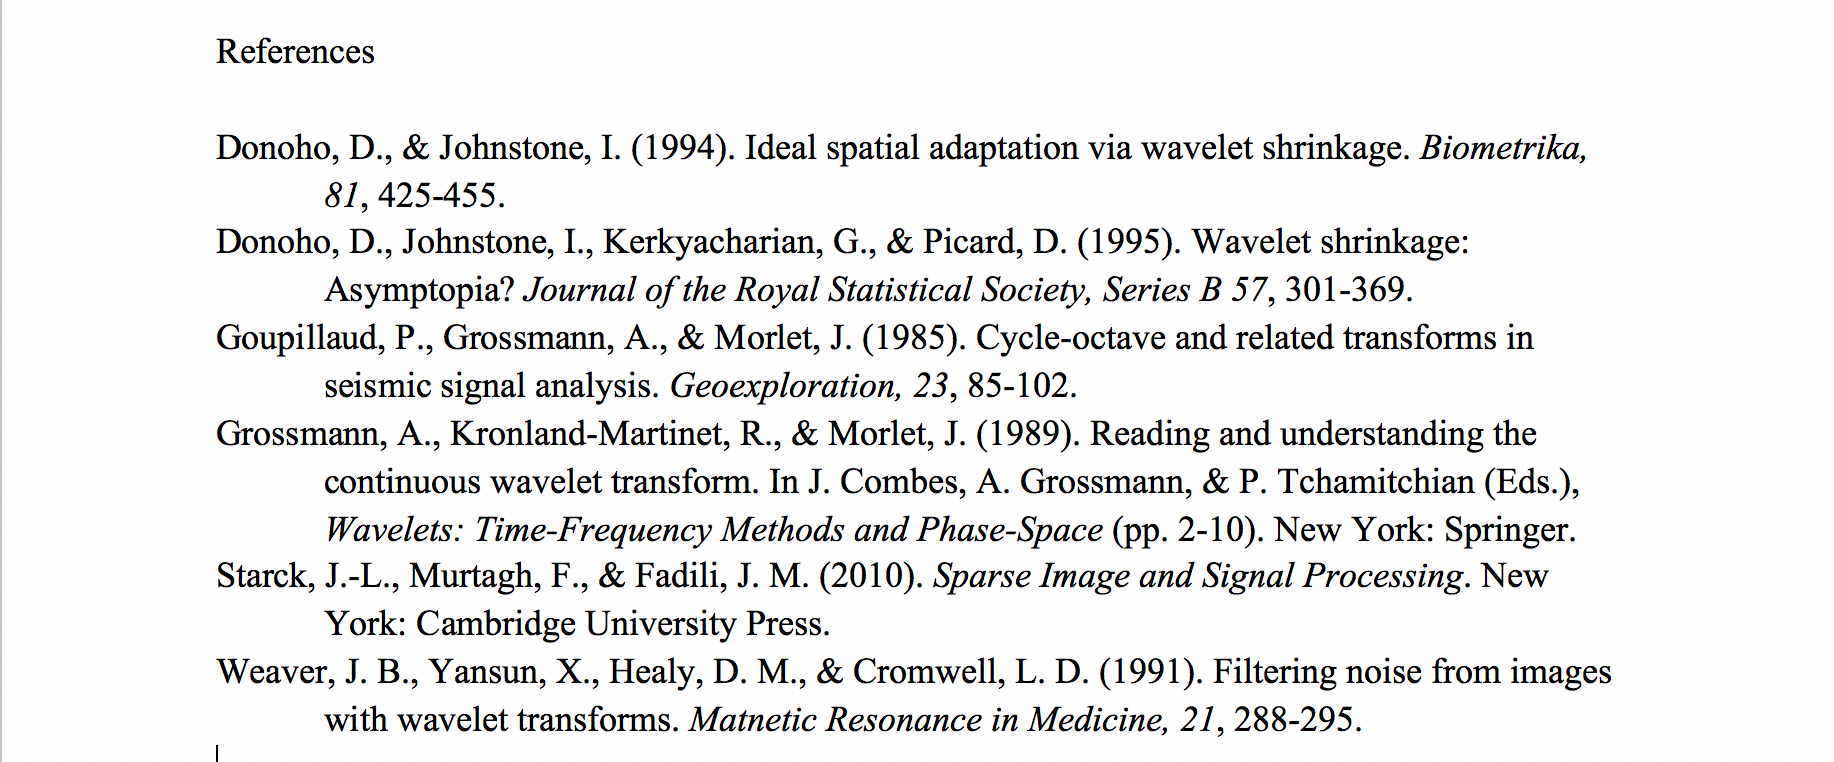 References
Donoho, D., & Johnstone, I. (1994). Ideal spatial adaptation via wavelet shrinkage. Biometrika,
81, 425-455.
Donoho, D., Johnstone, I., Kerkyacharian, G., & Picard, D. (1995). Wavelet shrinkage:
Asymptopia? Journal of the Royal Statistical Society, Series B 57, 301-369.
Goupillaud, P., Grossmann, A., & Morlet, J. (1985). Cycle-octave and related transforms in
seismic signal analysis. Geoexploration, 23, 85-102.
Grossmann, A., Kronland-Martinet, R., & Morlet, J. (1989). Reading and understanding the
continuous wavelet transform. In J. Combes, A. Grossmann, & P. Tchamitchian (Eds.),
Wavelets: Time-Frequency Methods and Phase-Space (pp. 2-10). New York: Springer.
Starck, J.-L., Murtagh, F., & Fadili, J. M. (2010). Sparse Image and Signal Processing. New
York: Cambridge University Press.
Weaver, J. B., Yansun, X., Healy, D. M., & Cromwell, L. D. (1991). Filtering noise from images
with wavelet transforms. Matnetic Resonance in Medicine, 21, 288-295.